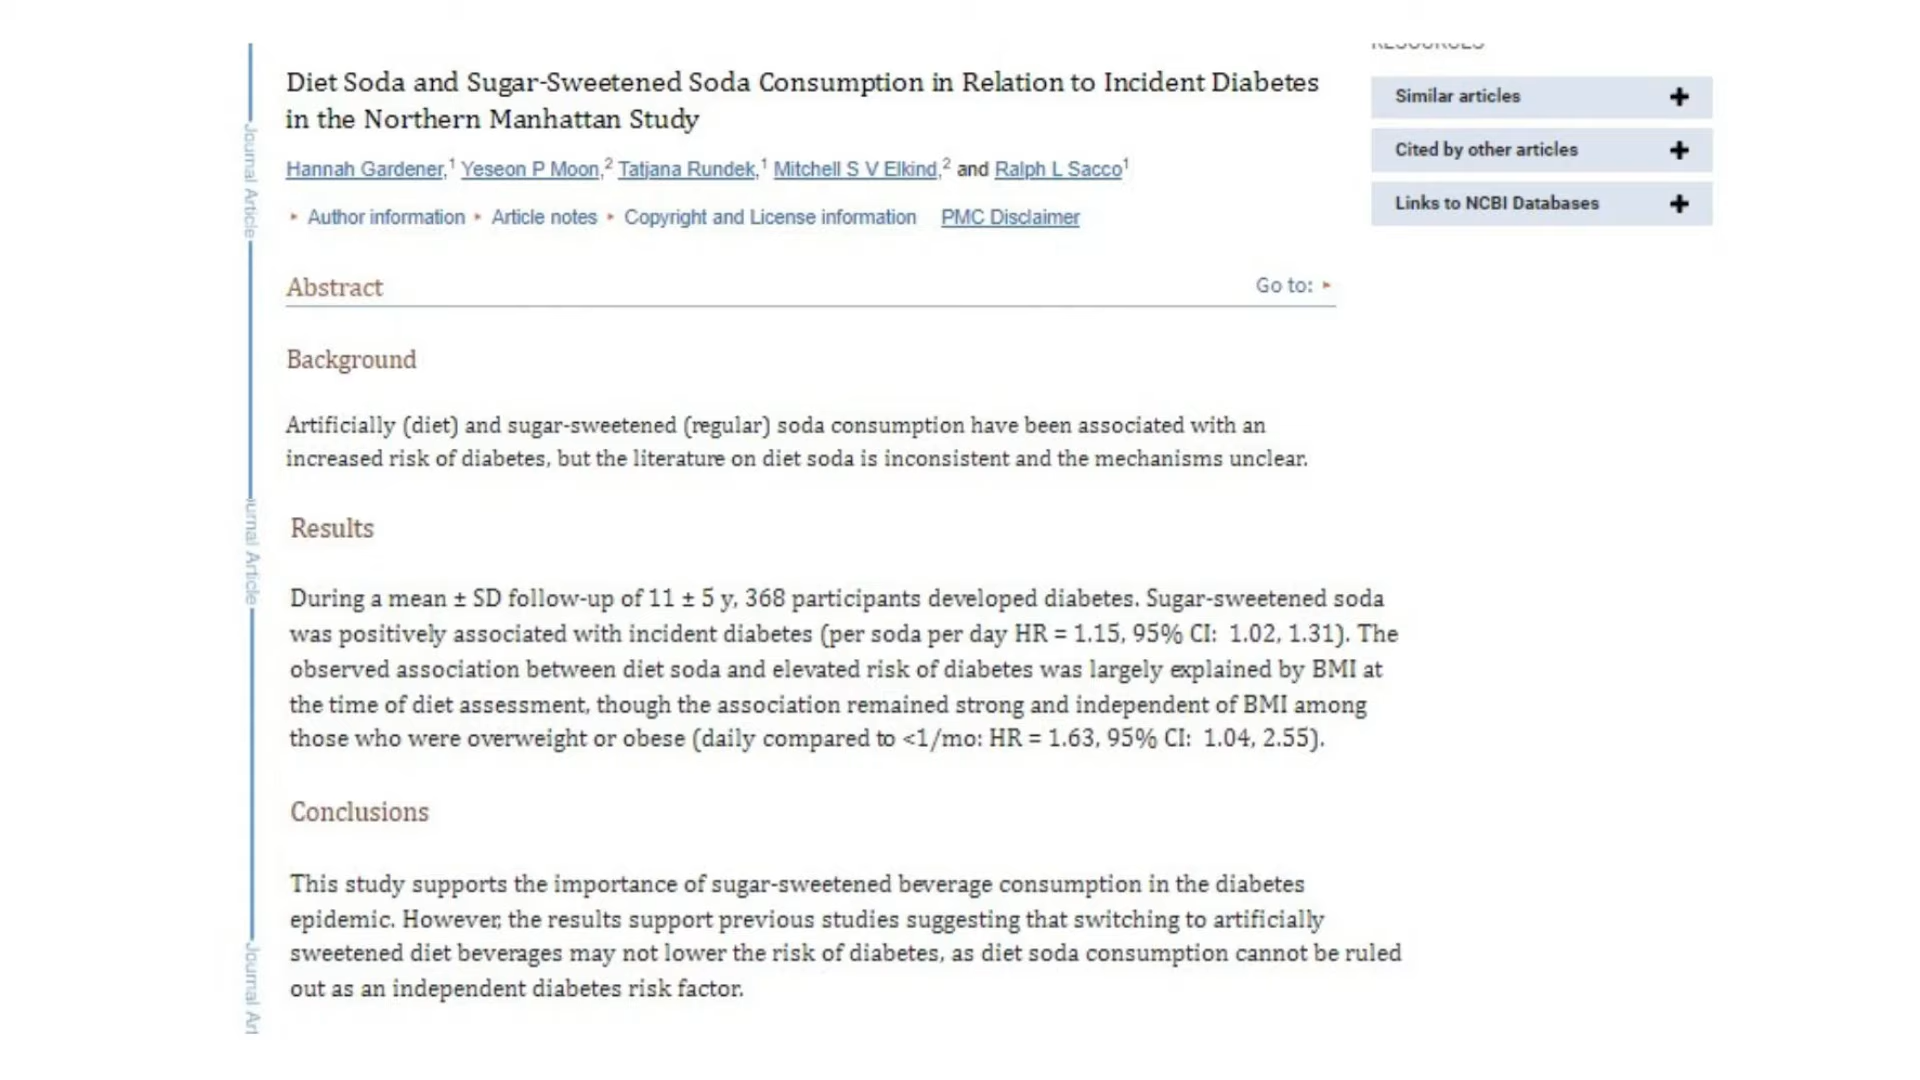 RESOURCES
Diet Soda and Sugar-Sweetened Soda Consumption in Relation to Incident Diabetes
in the Northern Manhattan Study
Hannah Gardener,1 Yeseon P Moon,2 Tatjana Rundek,1 Mitchell S V Elkind,2 and Ralph L Sacco1
▸ Author information ▸ Article notes ▸ Copyright and License information PMC Disclaimer
Similar articles +
Cited by other articles +
Links to NCBI Databases +
Abstract
Go to: ▸
Background
Artificially (diet) and sugar-sweetened (regular) soda consumption have been associated with an
increased risk of diabetes, but the literature on diet soda is inconsistent and the mechanisms unclear.
Results
During a mean ± SD follow-up of 11 ± 5 y, 368 participants developed diabetes. Sugar-sweetened soda
was positively associated with incident diabetes (per soda per day HR = 1.15, 95% CI: 1.02, 1.31). The
observed association between diet soda and elevated risk of diabetes was largely explained by BMI at
the time of diet assessment, though the association remained strong and independent of BMI among
those who were overweight or obese (daily compared to <1/mo: HR = 1.63, 95% CI: 1.04, 2.55).
Conclusions
This study supports the importance of sugar-sweetened beverage consumption in the diabetes
epidemic. However, the results support previous studies suggesting that switching to artificially
sweetened diet beverages may not lower the risk of diabetes, as diet soda consumption cannot be ruled
out as an independent diabetes risk factor.
Journal Article
urnal Article
Journal Art